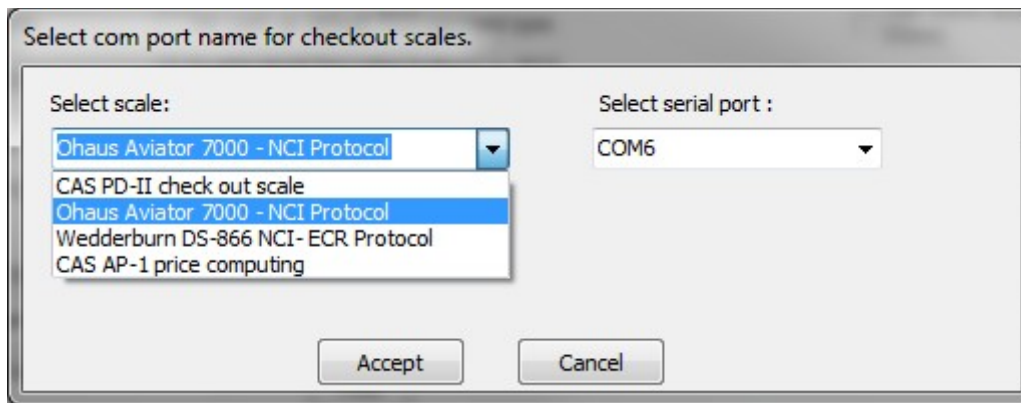 Select com port name for checkout scales.
Select scale:
Select serial port :
Ohaus Aviator 7000 - NCI Protocol
COM6
CAS PD-II check out scale
Ohaus Aviator 7000 - NCI Protocol
Wedderburn DS-866 NCI- ECR Protocol
CAS AP-1 price computing
Accept
Cancel